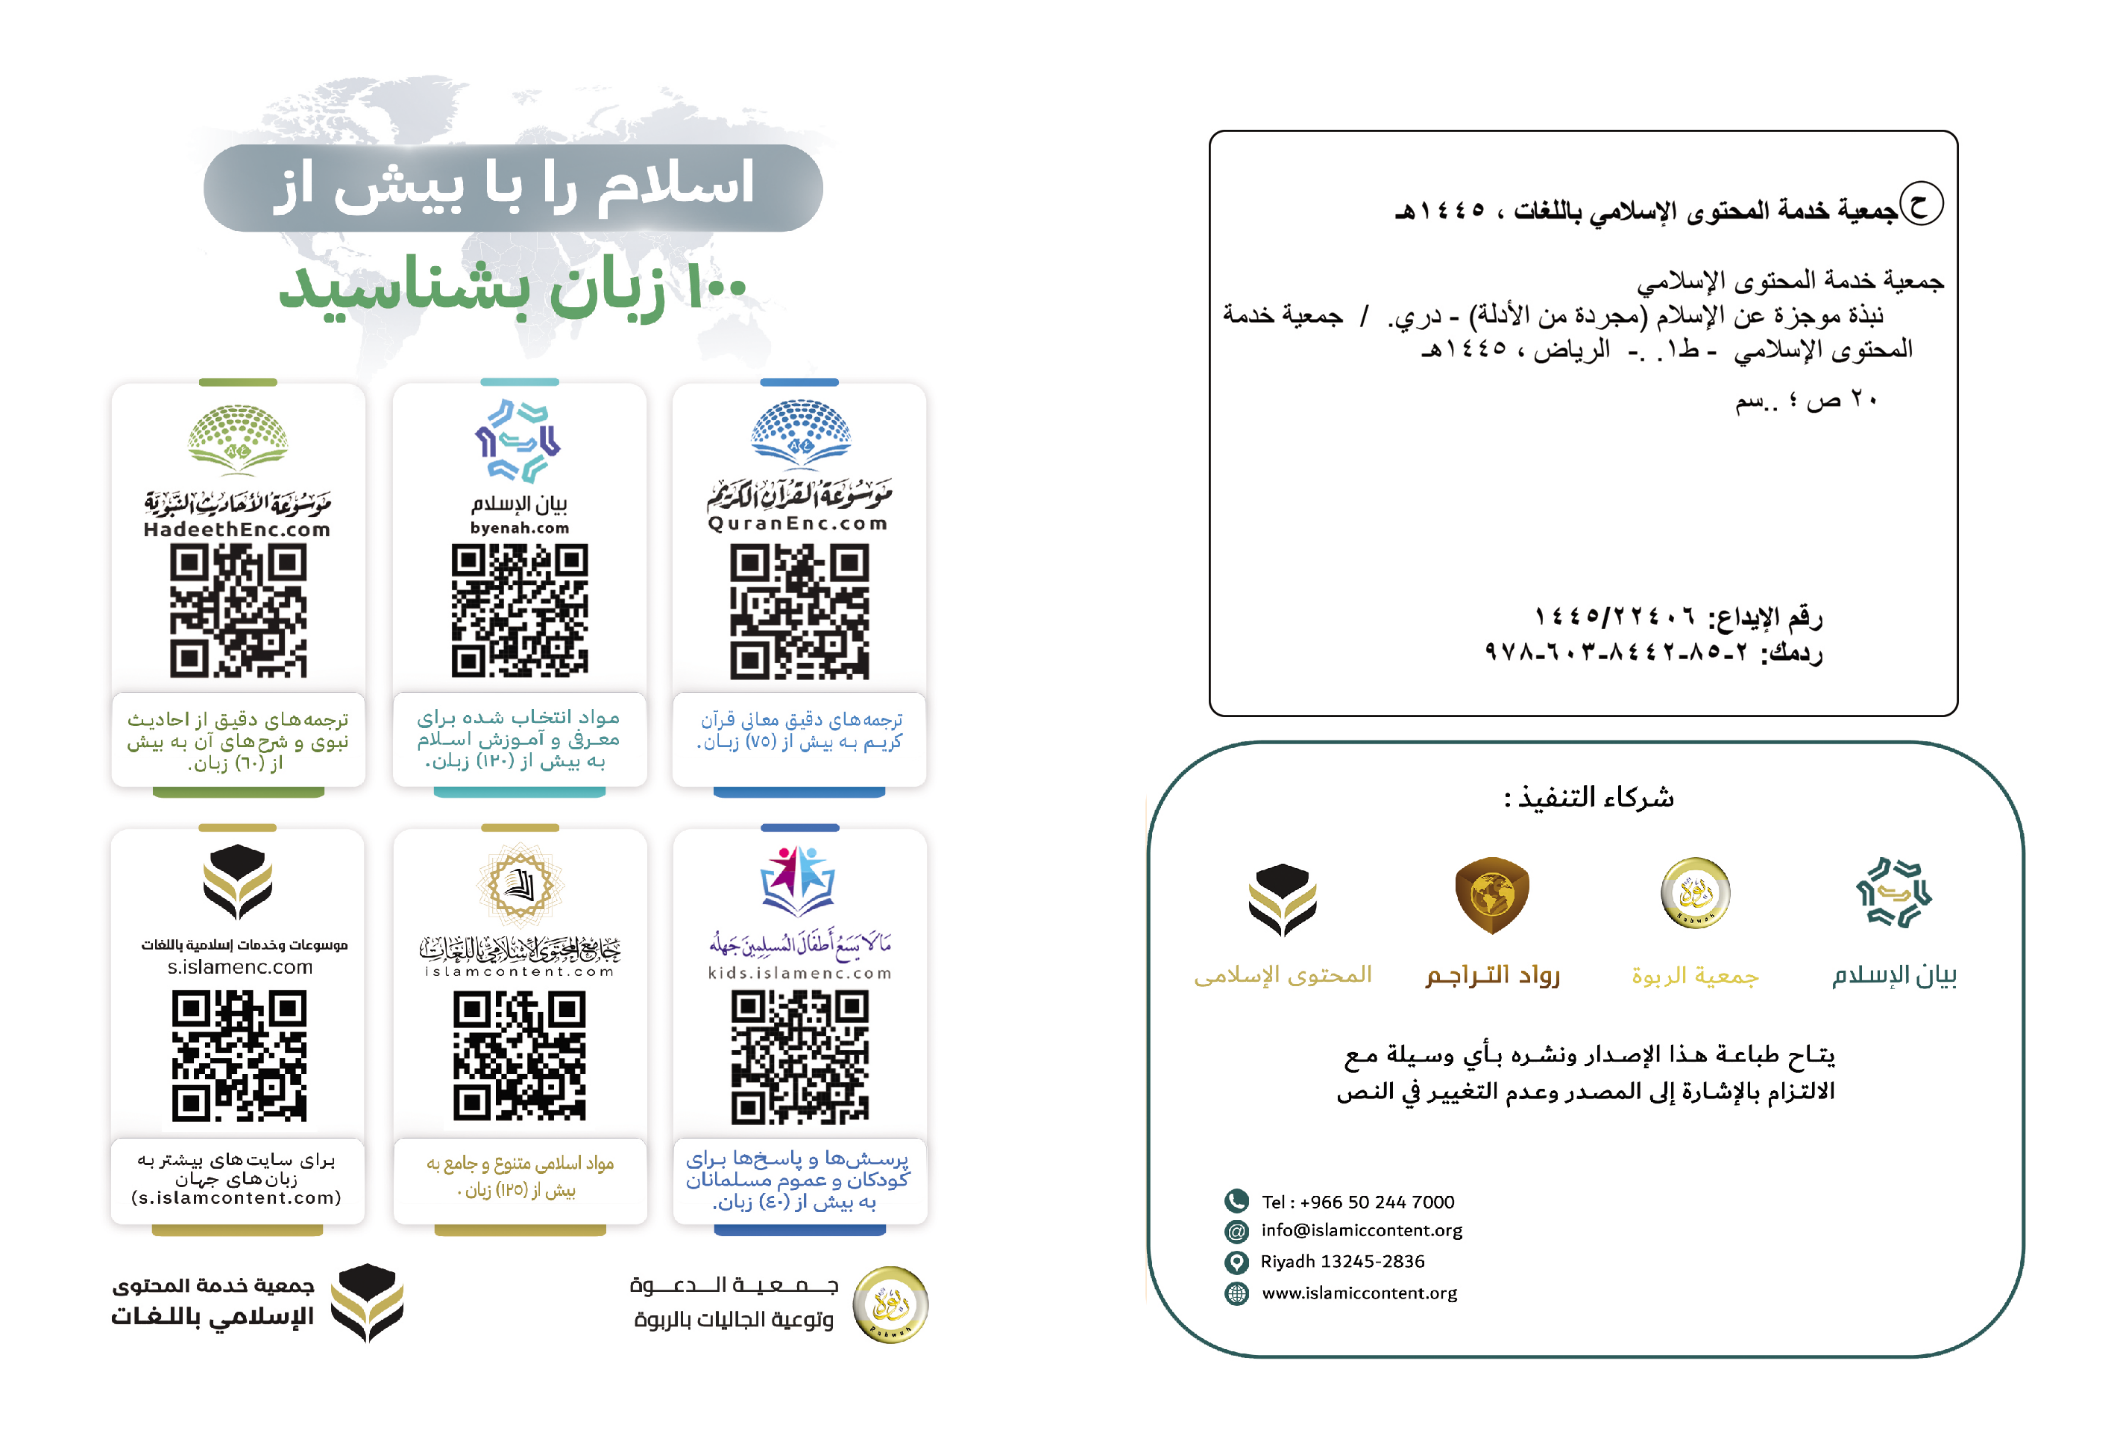 اسلام را با بیش از
١٠٠ زبان بشناسید
موسوعة القرآن الكريم
QuranEnc.com
ترجمه‌های دقیق معانی قرآن
کریم به بیش از (٧٥) زبان.
بيان الإسلام
byenah.com
مواد انتخاب شده برای
معرفی و آموزش اسلام
به بیش از (١٢٠) زبلن.
موسوعة الأحاديث النبوية
HadeethEnc.com
ترجمه‌های دقیق از احادیث
نبوی و شرح‌های آن به بیش
از (٦٠) زبان.
مَا لَا يَسَعُ أَطْفَالَ المُسلِمِينَ جَهلُه
kids.islamenc.com
پرسش‌ها و پاسخ‌ها برای
کودکان و عموم مسلمانان
به بیش از (٤٠) زبان.
جامع المحتوى الإسلامي باللغات
islamcontent.com
مواد اسلامی متنوع و جامع به
بیش از (١٢٥) زبان .
موسوعات وخدمات إسلامية باللغات
s.islamenc.com
برای سایت‌های بیشتر به
زبان‌های جهان
(s.islamcontent.com)
جمعية الدعوة
وتوعية الجاليات بالربوة
Rabwah
جمعية خدمة المحتوى
الإسلامي باللغات
ح جمعية خدمة المحتوى الإسلامي باللغات ، ١٤٤٥هـ
جمعية خدمة المحتوى الإسلامي
نبذة موجزة عن الإسلام (مجردة من الأدلة) - دري. / جمعية خدمة
المحتوى الإسلامي - ط١. .- الرياض ، ١٤٤٥هـ
٢٠ ص ؛ ..سم
رقم الإيداع: ١٤٤٥/٢٢٤٠٦
ردمك: ٢-٨٥-٨٤٤٢-٦٠٣-٩٧٨
شركاء التنفيذ :
بيان الإسلام
جمعية الربوة
Rabwah
رواد التراجم
المحتوى الإسلامي
يتاح طباعة هذا الإصدار ونشره بأي وسيلة مع
الالتزام بالإشارة إلى المصدر وعدم التغيير في النص
Tel : +966 50 244 7000
info@islamiccontent.org
Riyadh 13245-2836
www.islamiccontent.org